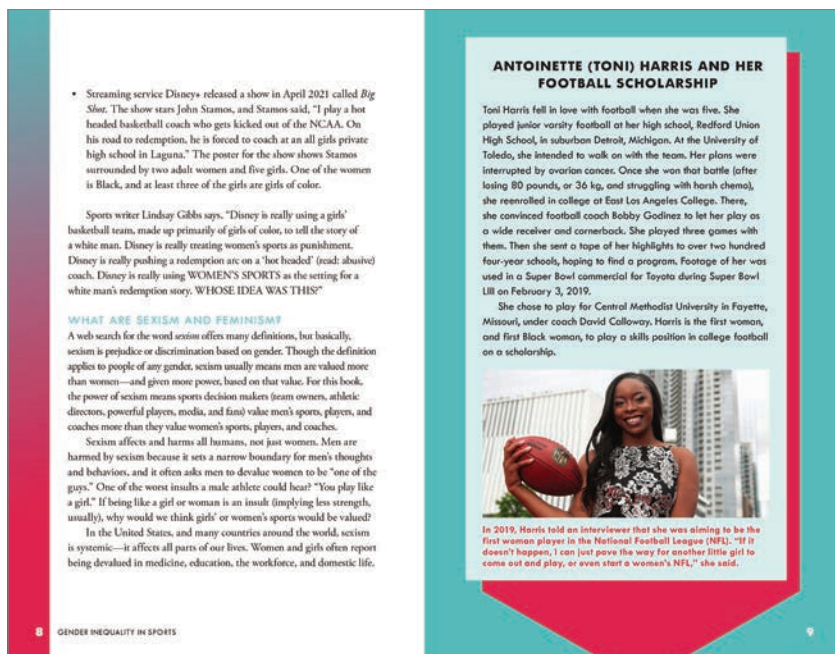 • Streaming service Disney+ released a show in April 2021 called Big
Shot. The show stars John Stamos, and Stamos said, "I play a hot
headed basketball coach who gets kicked out of the NCAA. On
his road to redemption, he is forced to coach at an all girls private
high school in Laguna." The poster for the show shows Stamos
surrounded by two adult women and five girls. One of the women
is Black, and at least three of the girls are girls of color.
Sports writer Lindsay Gibbs says, "Disney is really using a girls'
basketball team, made up primarily of girls of color, to tell the story of
a white man. Disney is really treating women's sports as punishment.
Disney is really pushing a redemption arc on a 'hot headed' (read: abusive)
coach. Disney is really using WOMEN'S SPORTS as the setting for a
white man's redemption story. WHOSE IDEA WAS THIS?"
WHAT ARE SEXISM AND FEMINISM?
A web search for the word sexism offers many definitions, but basically,
sexism is prejudice or discrimination based on gender. Though the definition
applies to people of any gender, sexism usually means men are valued more
than women—and given more power, based on that value. For this book,
the power of sexism means sports decision makers (team owners, athletic
directors, powerful players, media, and fans) value men's sports, players, and
coaches more than they value women's sports, players, and coaches.
Sexism affects and harms all humans, not just women. Men are
harmed by sexism because it sets a narrow boundary for men's thoughts
and behaviors, and it often asks men to devalue women to be "one of the
guys." One of the worst insults a male athlete could hear? "You play like
a girl." If being like a girl or woman is an insult (implying less strength,
usually), why would we think girls' or women's sports would be valued?
In the United States, and many countries around the world, sexism
is systemic—it affects all parts of our lives. Women and girls often report
being devalued in medicine, education, the workforce, and domestic life.
8 GENDER INEQUALITY IN SPORTS
ANTOINETTE (TONI) HARRIS AND HER
FOOTBALL SCHOLARSHIP
Toni Harris fell in love with football when she was five. She
played junior varsity football at her high school, Redford Union
High School, in suburban Detroit, Michigan. At the University of
Toledo, she intended to walk on with the team. Her plans were
interrupted by ovarian cancer. Once she won that battle (after
losing 80 pounds, or 36 kg, and struggling with harsh chemo),
she reenrolled in college at East Los Angeles College. There,
she convinced football coach Bobby Godinez to let her play as
a wide receiver and cornerback. She played three games with
them. Then she sent a tape of her highlights to over two hundred
four-year schools, hoping to find a program. Footage of her was
used in a Super Bowl commercial for Toyota during Super Bowl
LIII on February 3, 2019.
She chose to play for Central Methodist University in Fayette,
Missouri, under coach David Calloway. Harris is the first woman,
and first Black woman, to play a skills position in college football
on a scholarship.
In 2019, Harris told an interviewer that she was aiming to be the
first woman player in the National Football League (NFL). "If it
doesn't happen, I can just pave the way for another little girl to
come out and play, or even start a women's NFL," she said.
9